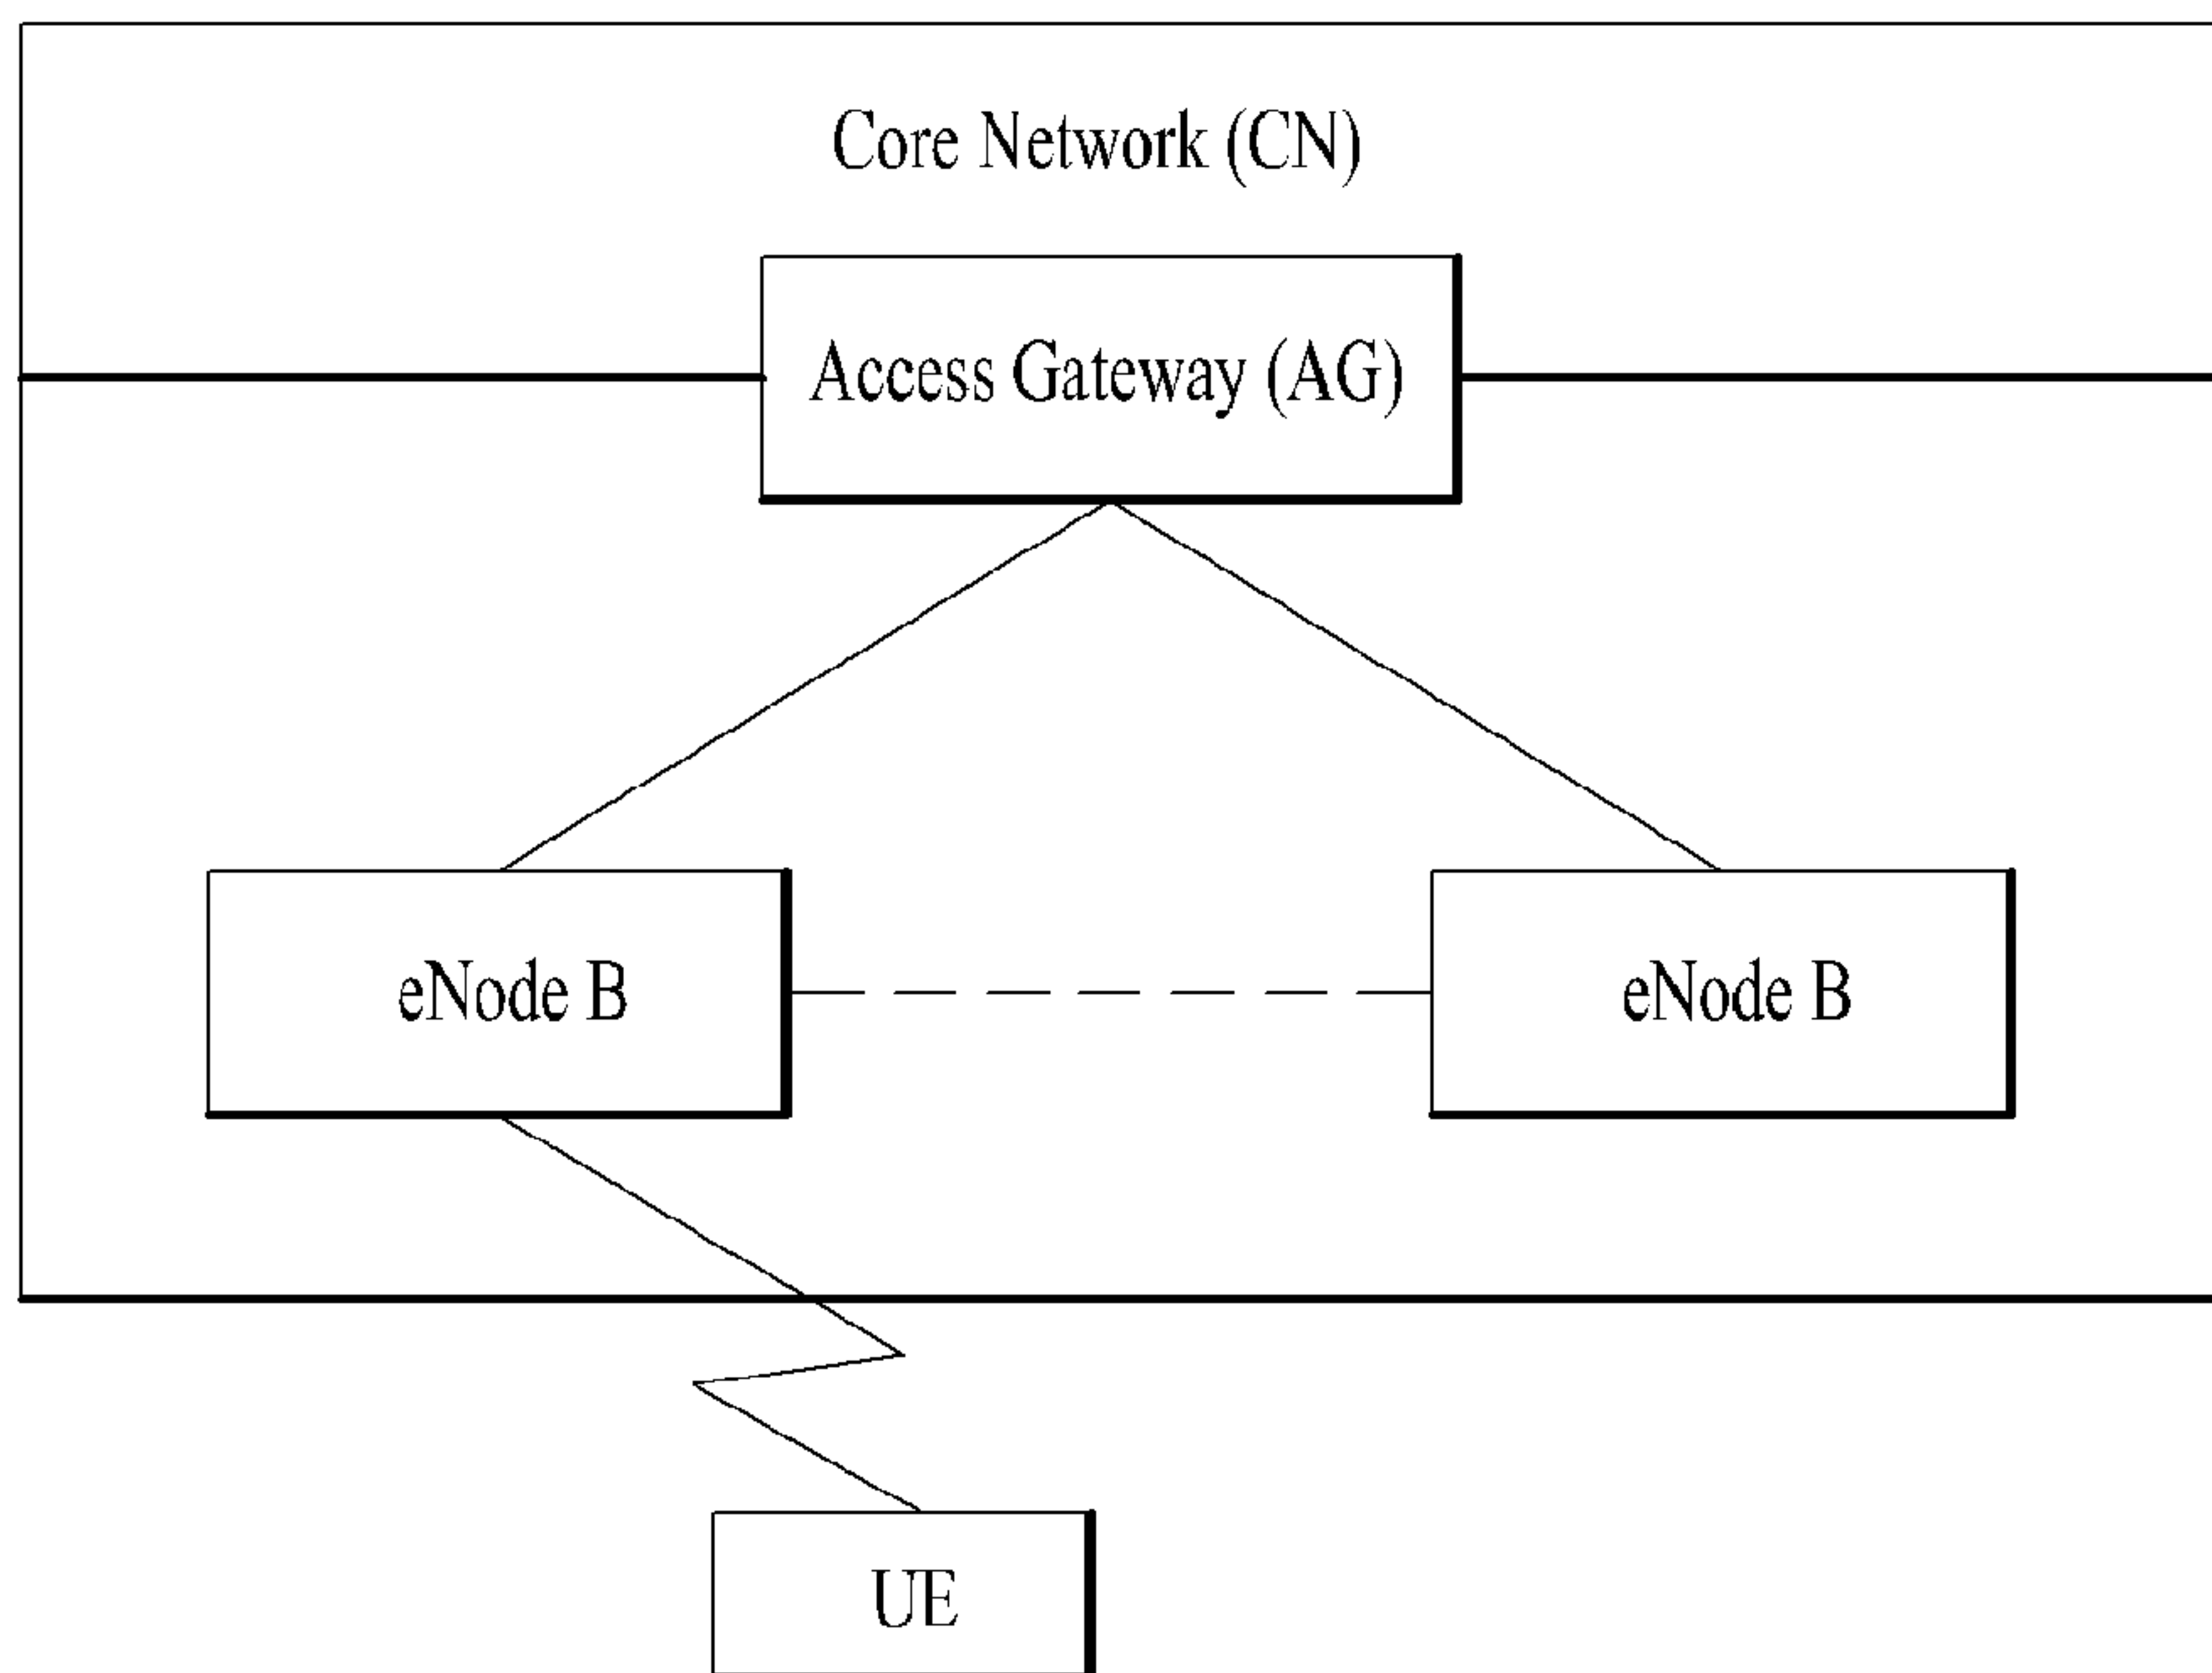 Core Network (CN)
Access Gateway (AG)
eNode B
eNode B
UE